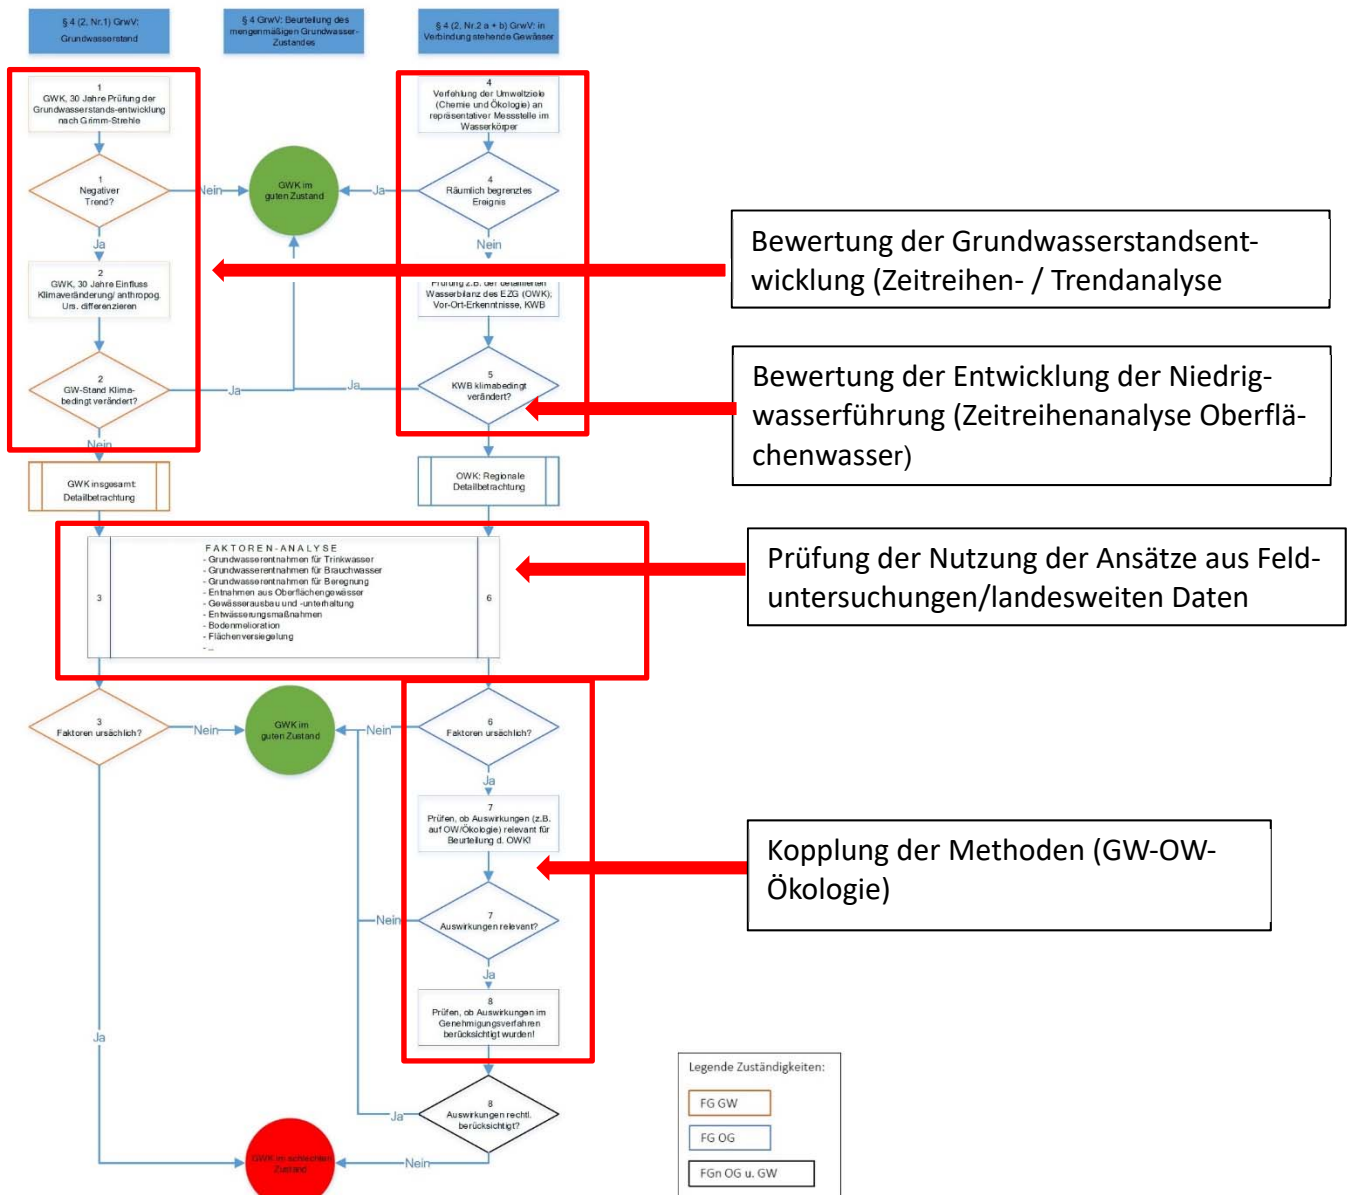 § 4 (2, Nr.1) GrwV:
Grundwasserstand
§ 4 GrwV: Beurteilung des
mengenmäßigen Grundwasser-
Zustandes
§ 4 (2, Nr.2 a + b) GrwV: in
Verbindung stehende Gewässer
1
GWK, 30 Jahre Prüfung der
Grundwasserstands-entwicklung
nach Grimm-Strehle
4
Verfehlung der Umweltziele
(Chemie und Ökologie) an
repräsentativer Messstelle im
Wasserkörper
1
Negativer
Trend?
Nein
GWK im
guten Zustand
Ja
4
Räumlich begrenztes
Ereignis
Ja
Nein
2
GWK, 30 Jahre Einfluss
Klimaveränderung/ anthropog.
Urs. differenzieren
Prüfung z.B. der detaillierten
Wasserbilanz des EZG (OWK);
Vor-Ort-Erkenntnisse, KWB
2
GW-Stand Klima-
bedingt verändert?
Ja
Ja
5
KWB klimabedingt
verändert?
Nein
GWK insgesamt:
Detailbetrachtung
OWK: Regionale
Detailbetrachtung
3
FAKTOREN-ANALYSE
- Grundwasserentnahmen für Trinkwasser
- Grundwasserentnahmen für Brauchwasser
- Grundwasserentnahmen für Beregnung
- Entnahmen aus Oberflächengewässer
- Gewässerausbau und -unterhaltung
- Entwässerungsmaßnahmen
- Bodenmelioration
- Flächenversiegelung
- ...
6
3
Faktoren ursächlich?
Nein
GWK im
guten Zustand
Nein
6
Faktoren ursächlich?
Ja
7
Prüfen, ob Auswirkungen (z.B.
auf OW/Ökologie) relevant für
Beurteilung d. OWK!
Nein
7
Auswirkungen relevant?
Ja
8
Prüfen, ob Auswirkungen im
Genehmigungsverfahren
berücksichtigt wurden!
Ja
Ja
8
Auswirkungen rechtl.
berücksichtigt?
Nein
GWK im schlechten
Zustand
Bewertung der Grundwasserstandsent-
wicklung (Zeitreihen- / Trendanalyse
Bewertung der Entwicklung der Niedrig-
wasserführung (Zeitreihenanalyse Oberflä-
chenwasser)
Prüfung der Nutzung der Ansätze aus Feld-
untersuchungen/landesweiten Daten
Kopplung der Methoden (GW-OW-
Ökologie)
Legende Zuständigkeiten:
FG GW
FG OG
FGn OG u. GW